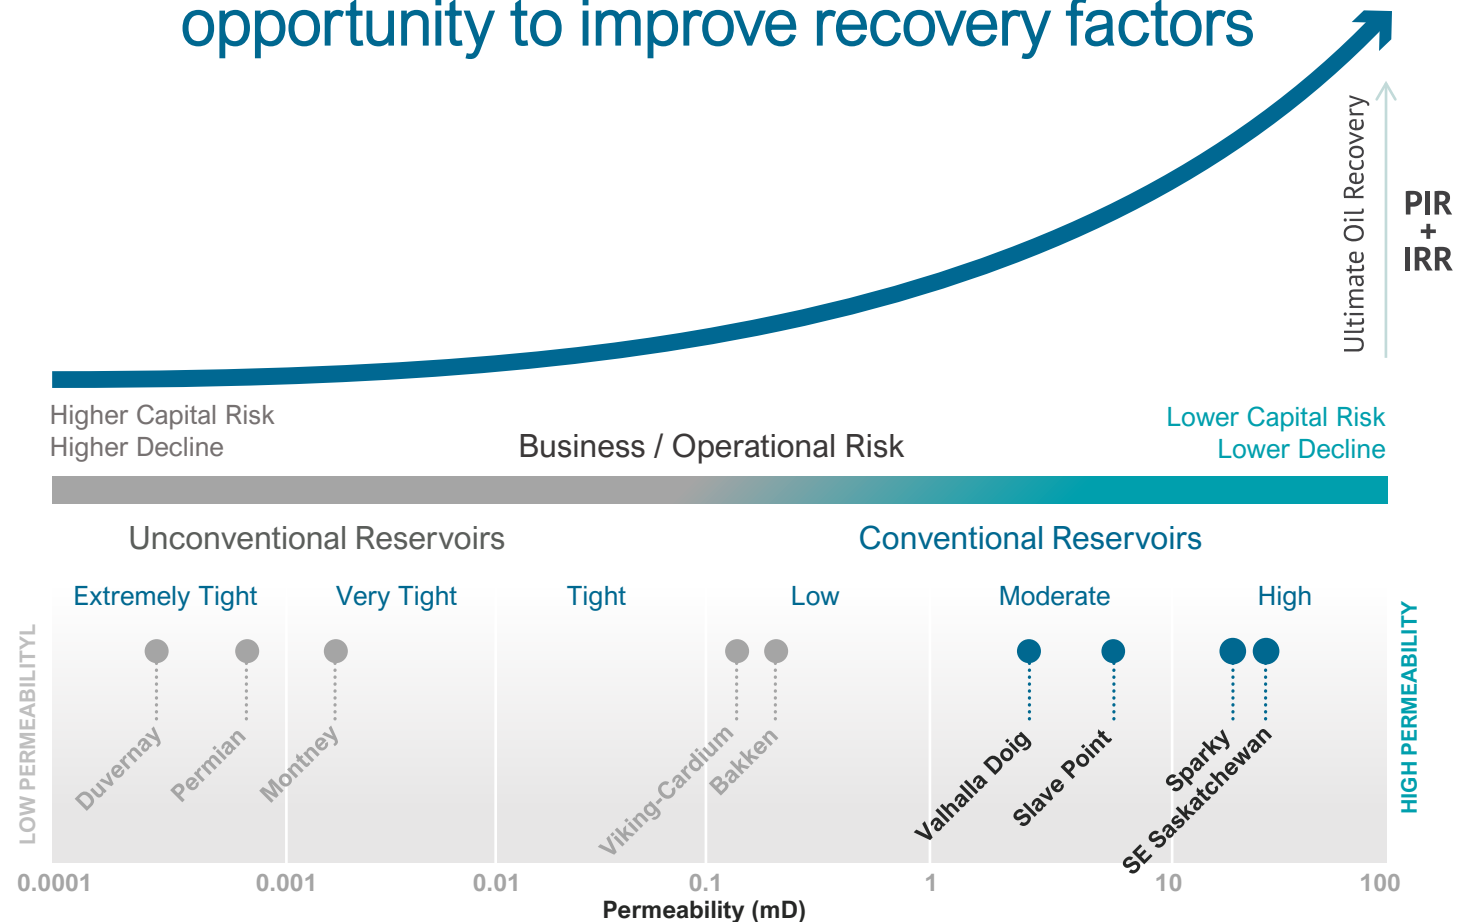 opportunity to improve recovery factors
Ultimate Oil Recovery
PIR
+
IRR
Higher Capital Risk
Higher Decline
Business / Operational Risk
Lower Capital Risk
Lower Decline
Unconventional Reservoirs
Conventional Reservoirs
Extremely Tight
Very Tight
Tight
Low
Moderate
High
LOW PERMEABILITYL
HIGH PERMEABILITY
Duvernay
Permian
Montney
Viking-Cardium
Bakken
Valhalla Doig
Slave Point
Sparky
SE Saskatchewan
0.0001
0.001
0.01
0.1
1
10
100
Permeability (mD)